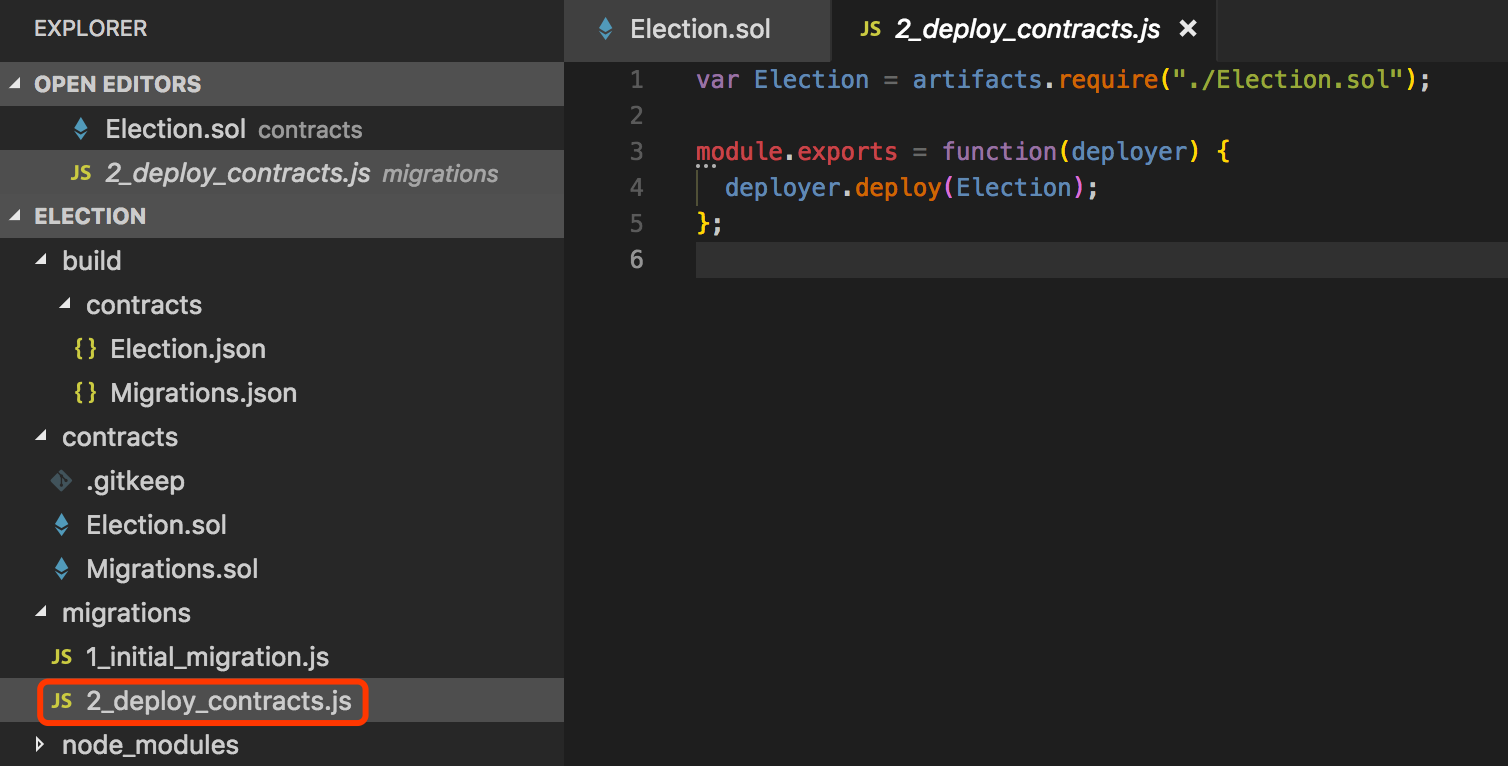 EXPLORER
OPEN EDITORS
Election.sol contracts
JS 2_deploy_contracts.js migrations
ELECTION
build
contracts
{ } Election.json
{ } Migrations.json
contracts
.gitkeep
Election.sol
Migrations.sol
migrations
JS 1_initial_migration.js
JS 2_deploy_contracts.js
node_modules
Election.sol
JS 2_deploy_contracts.js ×
1 var Election = artifacts.require("./Election.sol");
2
3 module.exports = function(deployer) {
4   deployer.deploy(Election);
5 };
6